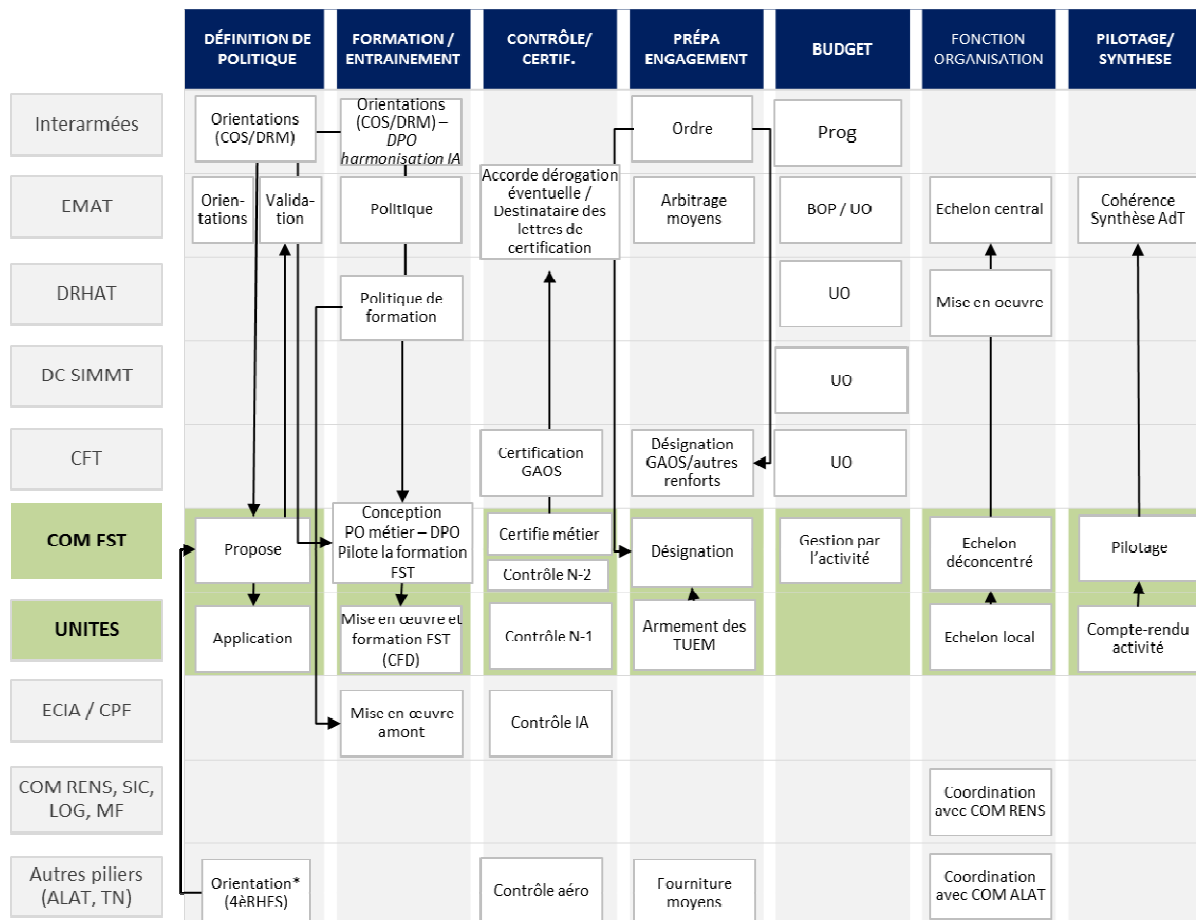 DÉFINITION DE
POLITIQUE
FORMATION /
ENTRAINEMENT
CONTRÔLE/
CERTIF.
PRÉPA
ENGAGEMENT
BUDGET
FONCTION
ORGANISATION
PILOTAGE/
SYNTHESE
Interarmées
Orientations
(COS/DRM)
Orientations
(COS/DRM) –
DPO
harmonisation IA
Ordre
Prog
EMAT
Orien-
tations
Valida-
tion
Politique
Accorde dérogation
éventuelle /
Destinataire des
lettres de
certification
Arbitrage
moyens
BOP / UO
Echelon central
Cohérence
Synthèse AdT
DRHAT
Politique de
formation
UO
Mise en oeuvre
DC SIMMT
UO
CFT
Certification
GAOS
Désignation
GAOS/autres
renforts
UO
COM FST
Propose
Conception
PO métier – DPO
Pilote la formation
FST
Certifie métier
Contrôle N-2
Désignation
Gestion par
l'activité
Echelon
déconcentré
Pilotage
UNITES
Application
Mise en œuvre et
formation FST
(CFD)
Contrôle N-1
Armement des
TUEM
Echelon local
Compte-rendu
activité
ECIA / CPF
Mise en œuvre
amont
Contrôle IA
COM RENS, SIC,
LOG, MF
Coordination
avec COM RENS
Autres piliers
(ALAT, TN)
Orientation*
(4èRHFS)
Contrôle aéro
Fourniture
moyens
Coordination
avec COM ALAT